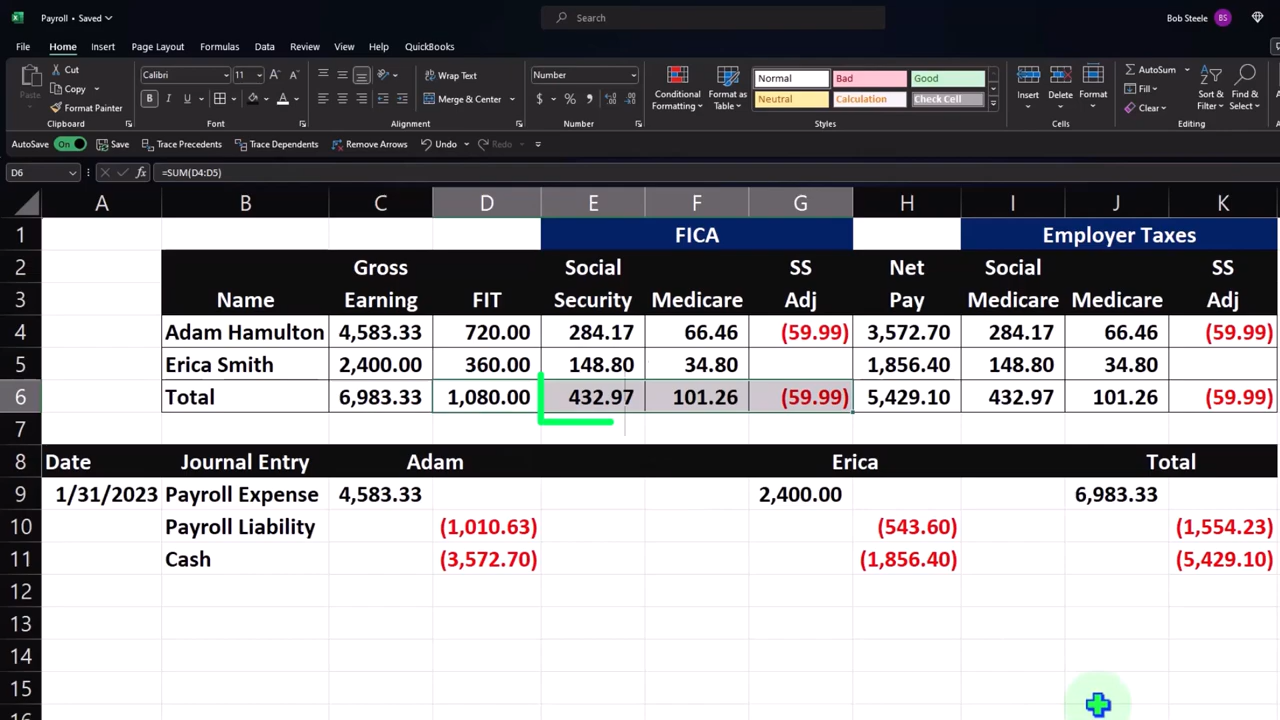 Payroll • Saved
Search
Bob Steele BS
File Home Insert Page Layout Formulas Data Review View Help QuickBooks
Paste
Cut
Copy
Format Painter
Clipboard
Calibri 11
Font
Wrap Text
Merge & Center
Alignment
Number
$ % ,
Number
Conditional Formatting
Format as Table
Normal Bad Good
Neutral Calculation Check Cell
Styles
Insert Delete Format
Cells
AutoSum
Fill
Clear
Sort & Filter
Find & Select
Editing
AutoSave On Save Trace Precedents Trace Dependents Remove Arrows Undo Redo
D6 fx =SUM(D4:D5)
A B C D E F G H I J K
1 FICA Employer Taxes
2 Gross Social SS Net Social SS
3 Name Earning FIT Security Medicare Adj Pay Medicare Medicare Adj
4 Adam Hamulton 4,583.33 720.00 284.17 66.46 (59.99) 3,572.70 284.17 66.46 (59.99)
5 Erica Smith 2,400.00 360.00 148.80 34.80 1,856.40 148.80 34.80
6 Total 6,983.33 1,080.00 432.97 101.26 (59.99) 5,429.10 432.97 101.26 (59.99)
7
8 Date Journal Entry Adam Erica Total
9 1/31/2023 Payroll Expense 4,583.33 2,400.00 6,983.33
10 Payroll Liability (1,010.63) (543.60) (1,554.23)
11 Cash (3,572.70) (1,856.40) (5,429.10)
12
13
14
15